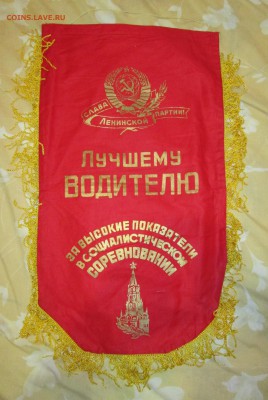 COINS.LAVE.RU
СЛАВА ЛЕНИНСКОЙ ПАРТИИ!
ЛУЧШЕМУ
ВОДИТЕЛЮ
ЗА ВЫСОКИЕ ПОКАЗАТЕЛИ
В СОЦИАЛИСТИЧЕСКОМ
СОРЕВНОВАНИИ